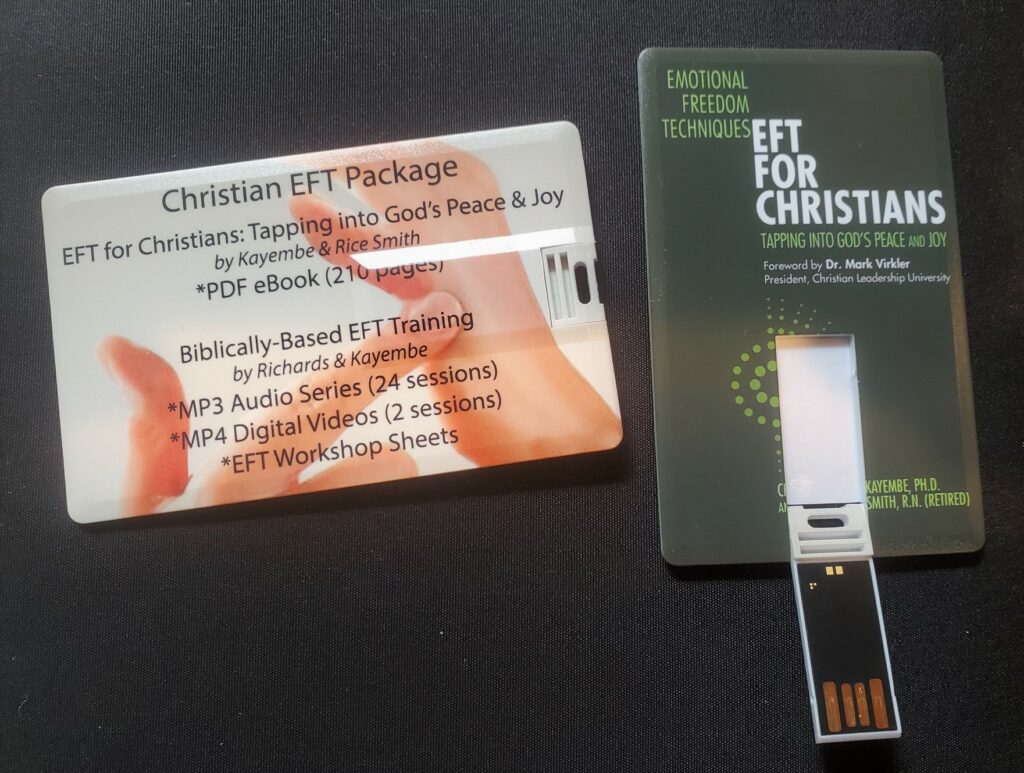 Christian EFT Package
EFT for Christians: Tapping into God's Peace & Joy
by Kayembe & Rice Smith
*PDF eBook (210 pages)
Biblically-Based EFT Training
by Richards & Kayembe
*MP3 Audio Series (24 sessions)
*MP4 Digital Videos (2 sessions)
*EFT Workshop Sheets
EMOTIONAL
FREEDOM
TECHNIQUES
EFT
FOR
CHRISTIANS
TAPPING INTO GOD'S PEACE AND JOY
Foreword by Dr. Mark Virkler
President, Christian Leadership University
KAYEMBE, PH.D.
SMITH, R.N. (RETIRED)